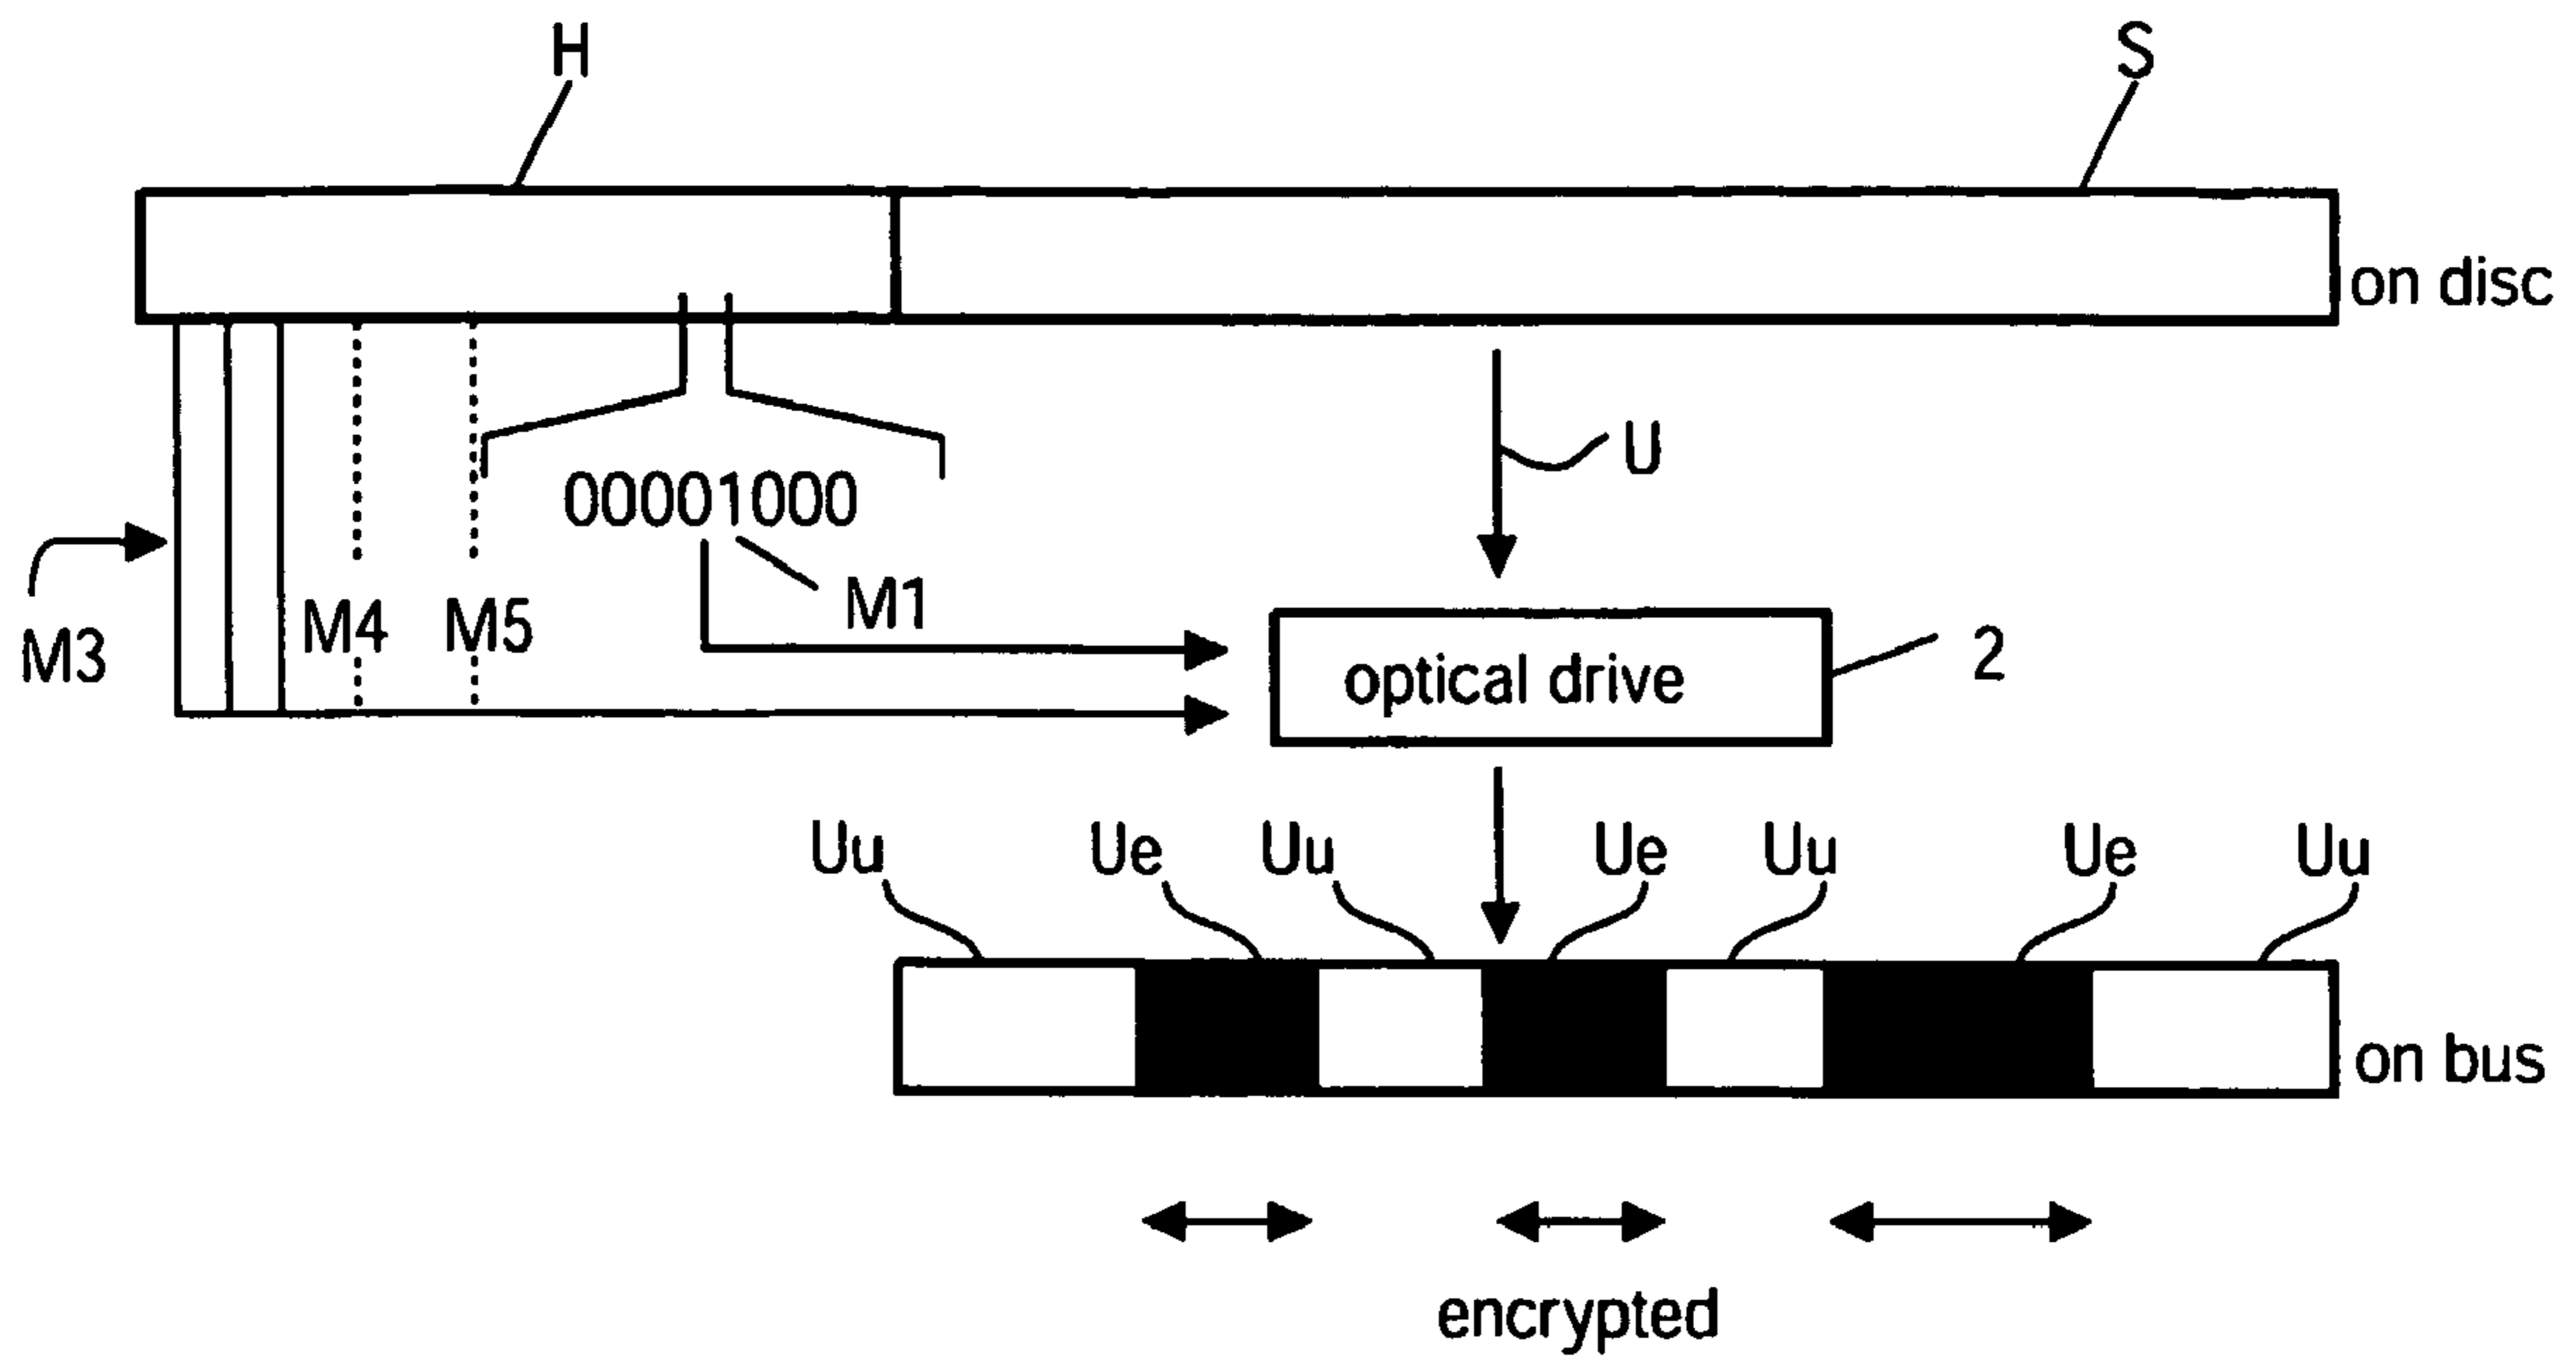 H S
on disc
U
00001000
M1
M3 M4 M5
optical drive 2
Uu Ue Uu Ue Uu Ue Uu
on bus
encrypted